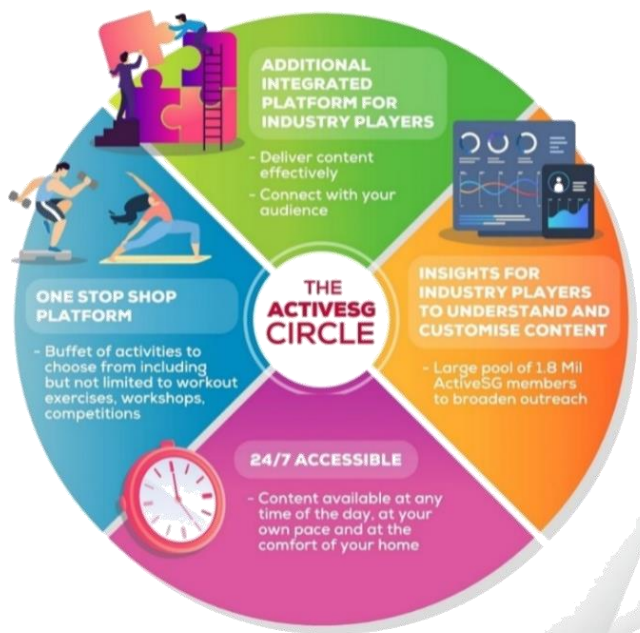 ADDITIONAL
INTEGRATED
PLATFORM FOR
INDUSTRY PLAYERS
- Deliver content
effectively
- Connect with your
audience
INSIGHTS FOR
INDUSTRY PLAYERS
TO UNDERSTAND AND
CUSTOMISE CONTENT
- Large pool of 1.8 Mil
ActiveSG members
to broaden outreach
THE
ACTIVESG
CIRCLE
ONE STOP SHOP
PLATFORM
- Buffet of activities to
choose from including
but not limited to workout
exercises, workshops,
competitions
24/7 ACCESSIBLE
- Content available at any
time of the day, at your
own pace and at the
comfort of your home